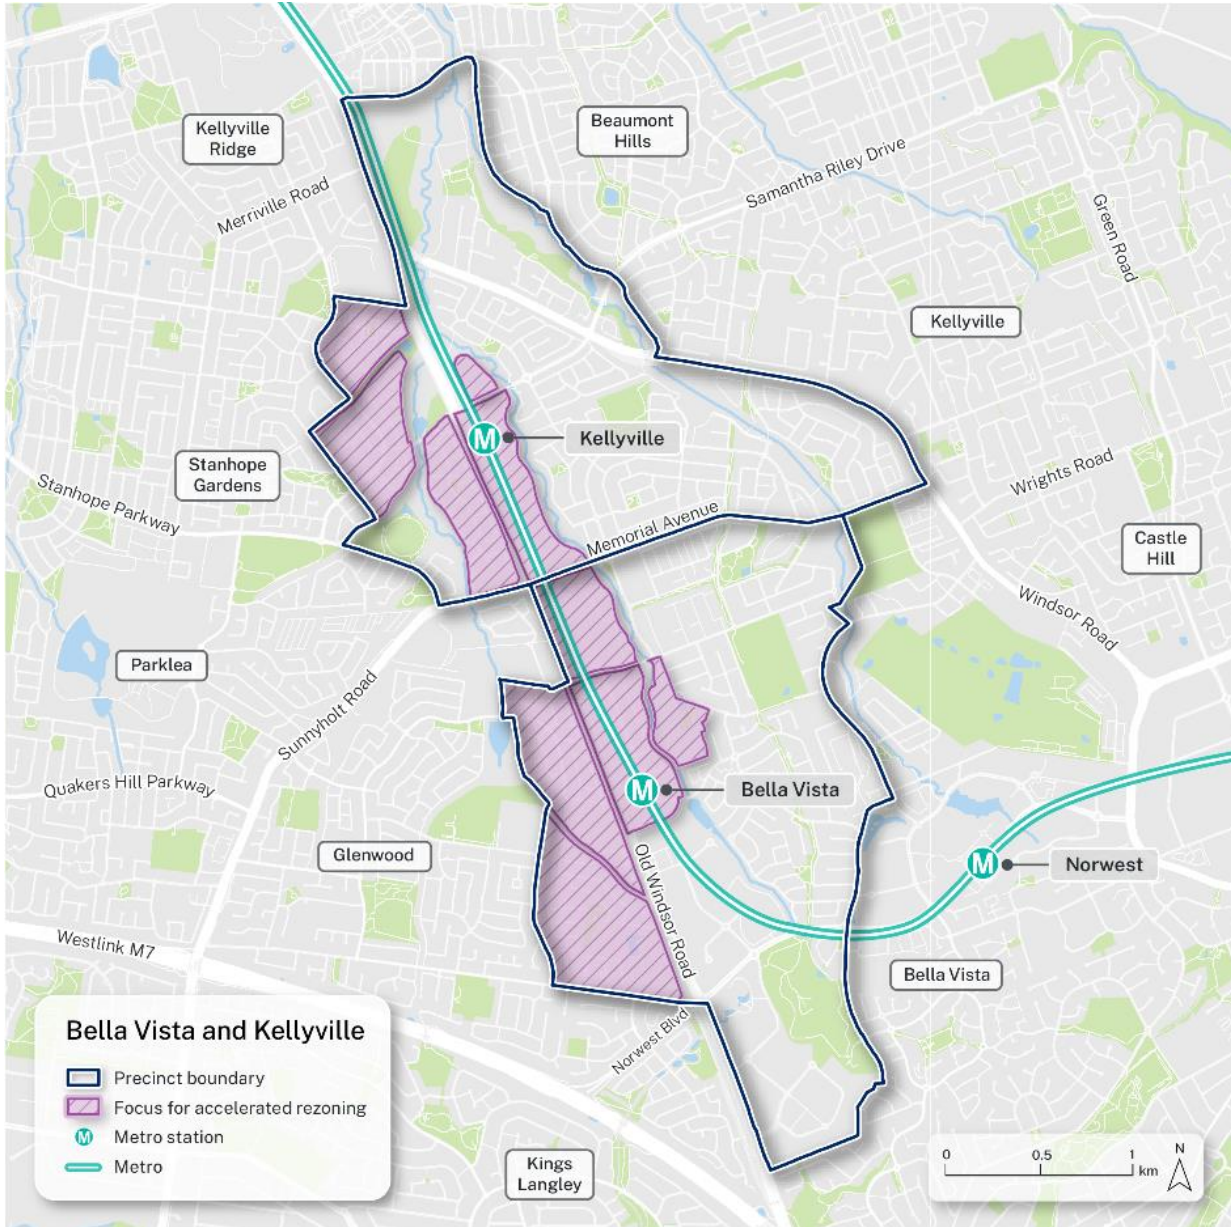 Kellyville
Ridge
Beaumont
Hills
Samantha Riley Drive
Merriville Road
Green Road
Kellyville
Kellyville
Stanhope
Gardens
Stanhope Parkway
Wrights Road
Memorial Avenue
Castle
Hill
Windsor Road
Parklea
Sunnyholt Road
Quakers Hill Parkway
Bella Vista
Glenwood
Old Windsor Road
Norwest
Westlink M7
Bella Vista
Norwest Blvd
Kings
Langley
M
M
M
Bella Vista and Kellyville
Precinct boundary
Focus for accelerated rezoning
M Metro station
Metro
0 0.5 1 km
N